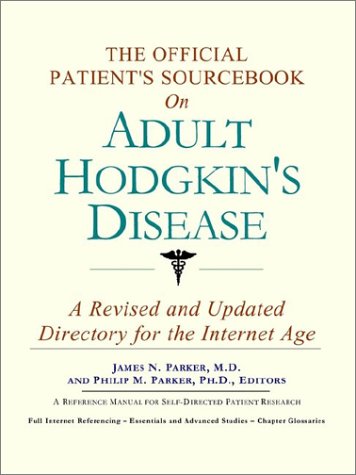 THE OFFICIAL
PATIENT'S SOURCEBOOK
On
ADULT
HODGKIN'S
DISEASE
A Revised and Updated
Directory for the Internet Age
JAMES N. PARKER, M.D.
AND PHILIP M. PARKER, PH.D., EDITORS
A REFERENCE MANUAL FOR SELF-DIRECTED PATIENT RESEARCH
Full Internet Referencing ~ Essentials and Advanced Studies ~ Chapter Glossaries